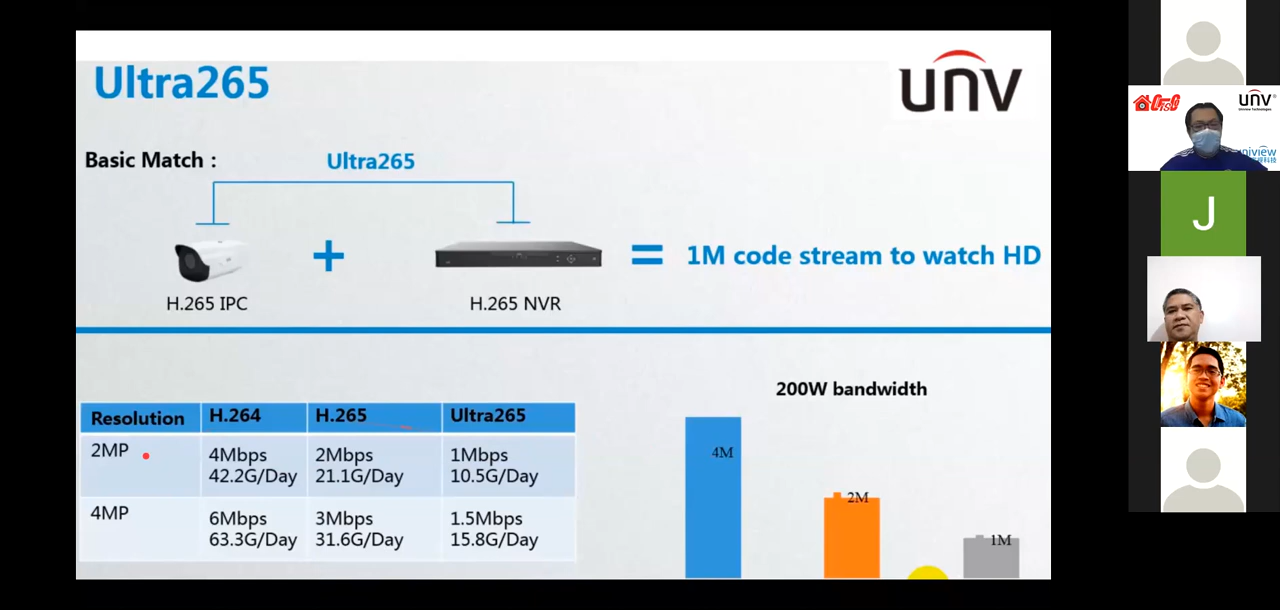 Ultra265
unv
Basic Match :
Ultra265
H.265 IPC
H.265 NVR
1M code stream to watch HD
200W bandwidth
Resolution H.264 H.265 Ultra265
2MP 4Mbps 2Mbps 1Mbps
42.2G/Day 21.1G/Day 10.5G/Day
4MP 6Mbps 3Mbps 1.5Mbps
63.3G/Day 31.6G/Day 15.8G/Day
4M
2M
1M
unv
uniview
J